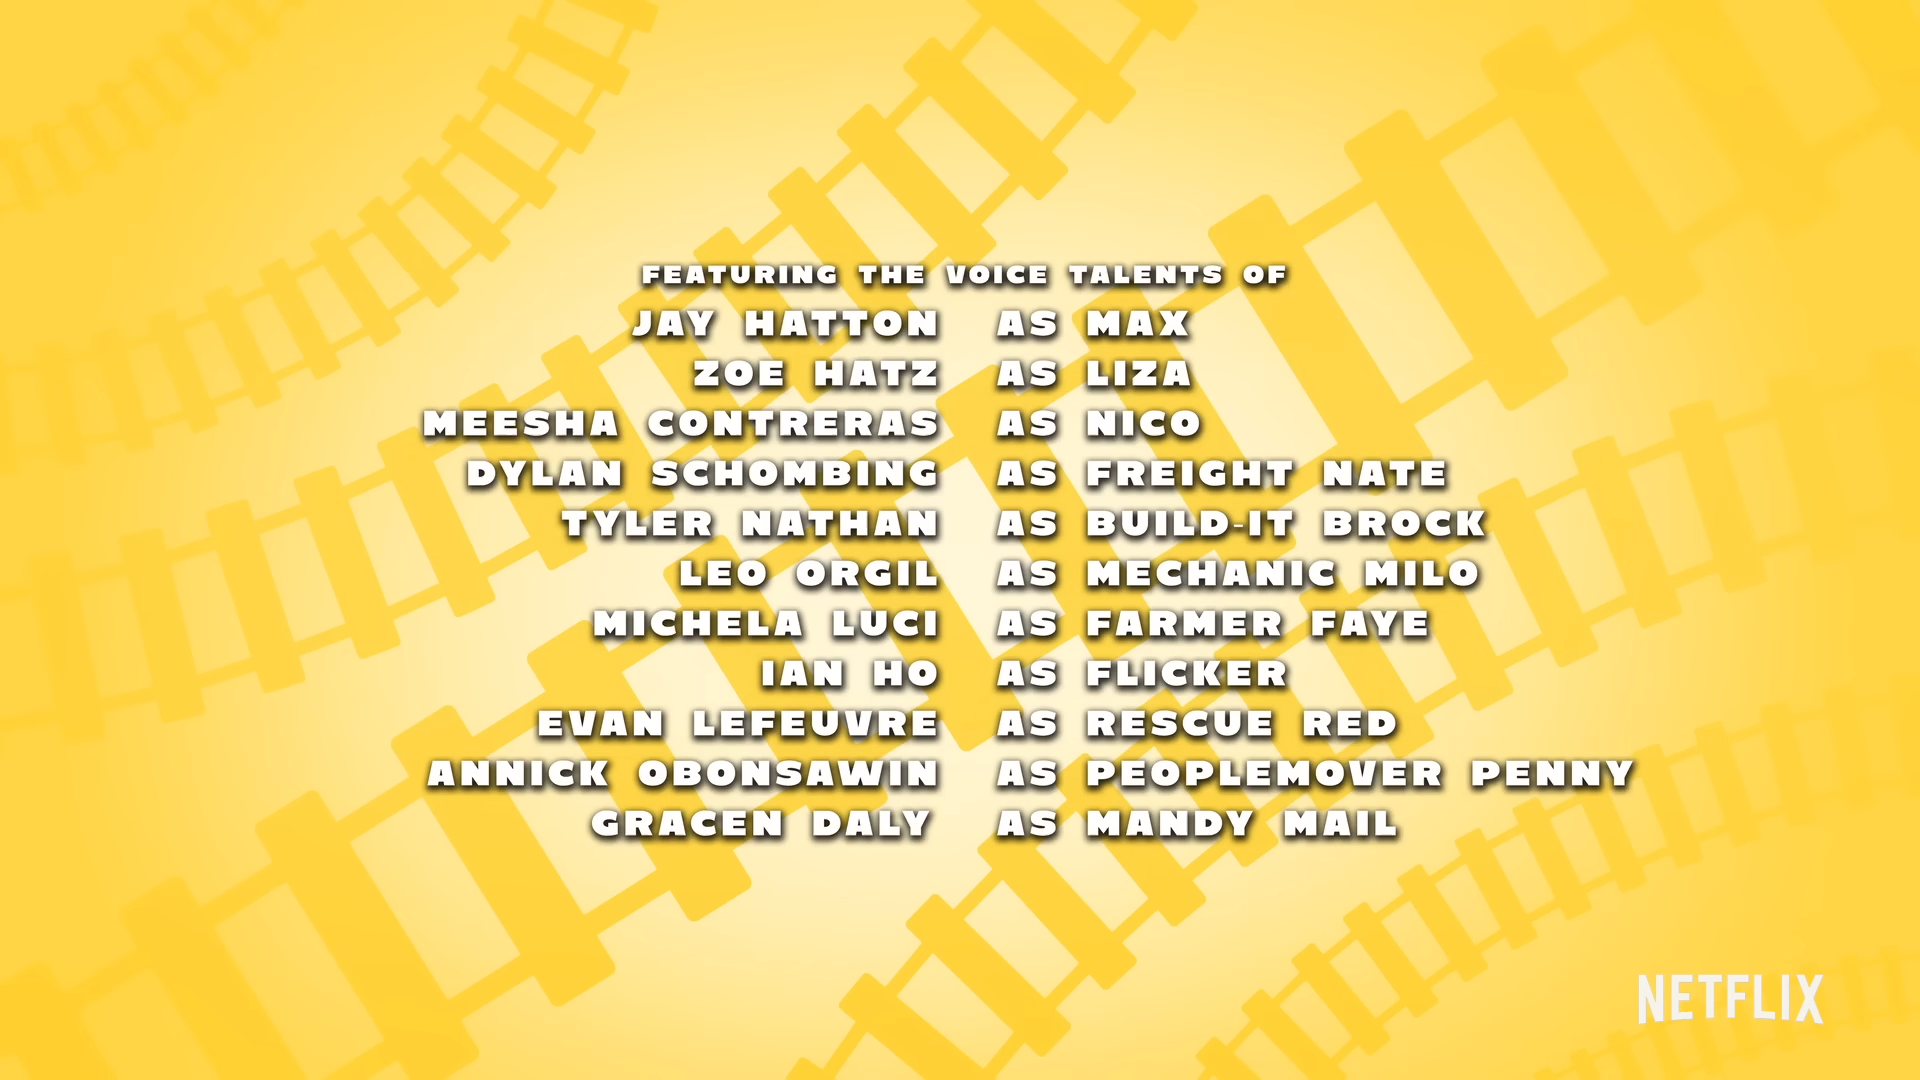 FEATURING THE VOICE TALENTS OF
JAY HATTON AS MAX
ZOE HATZ AS LIZA
MEESHA CONTRERAS AS NICO
DYLAN SCHOMBING AS FREIGHT NATE
TYLER NATHAN AS BUILD-IT BROCK
LEO ORGIL AS MECHANIC MILO
MICHELA LUCI AS FARMER FAYE
IAN HO AS FLICKER
EVAN LEFEUVRE AS RESCUE RED
ANNICK OBONSAWIN AS PEOPLEMOVER PENNY
GRACEN DALY AS MANDY MAIL
NETFLIX